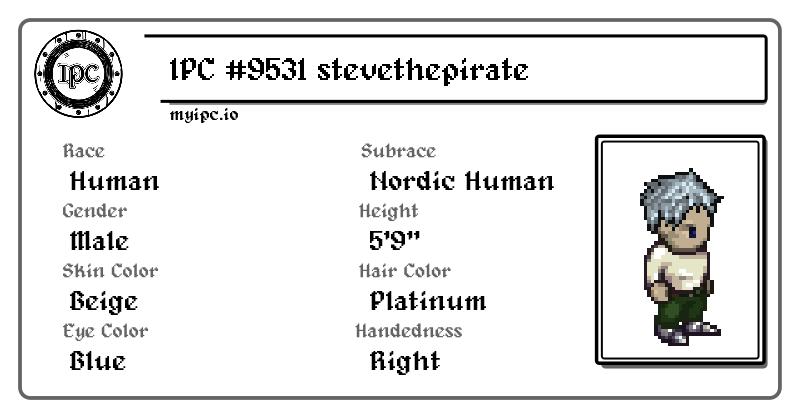 IPC
IPC #9531 stevethepirate
myipc.io
Race
Human
Subrace
Nordic Human
Gender
Male
Height
5'9"
Skin Color
Beige
Hair Color
Platinum
Eye Color
Blue
Handedness
Right